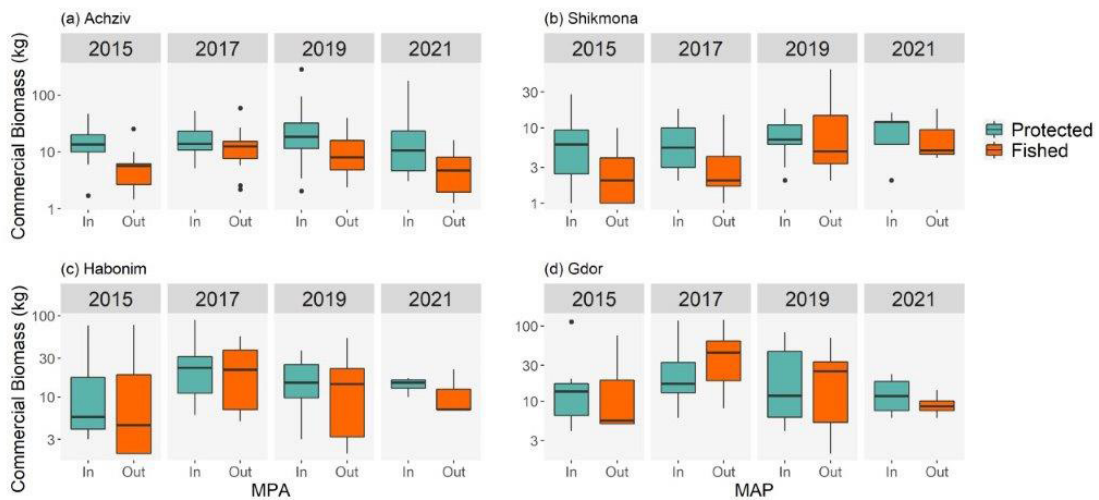 (a) Achziv
(b) Shikmona
2015 2017 2019 2021
2015 2017 2019 2021
Commercial Biomass (kg)
100
10
1
30
10
3
1
In Out In Out In Out In Out
In Out In Out In Out In Out
Protected
Fished
(c) Habonim
(d) Gdor
2015 2017 2019 2021
2015 2017 2019 2021
Commercial Biomass (kg)
100
30
10
3
100
30
10
3
In Out In Out In Out In Out
In Out In Out In Out In Out
MPA
MAP